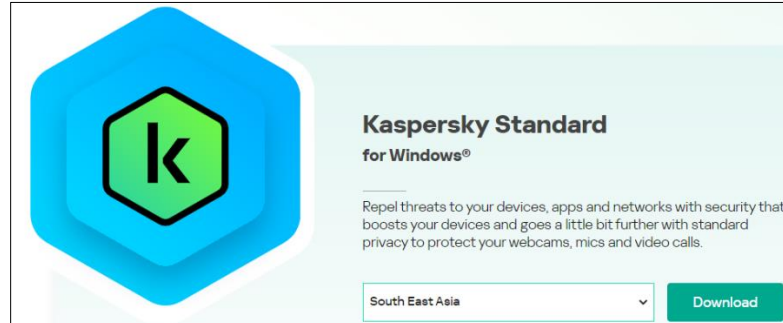 k
Kaspersky Standard
for Windows®
Repel threats to your devices, apps and networks with security that
boosts your devices and goes a little bit further with standard
privacy to protect your webcams, mics and video calls.
South East Asia
Download